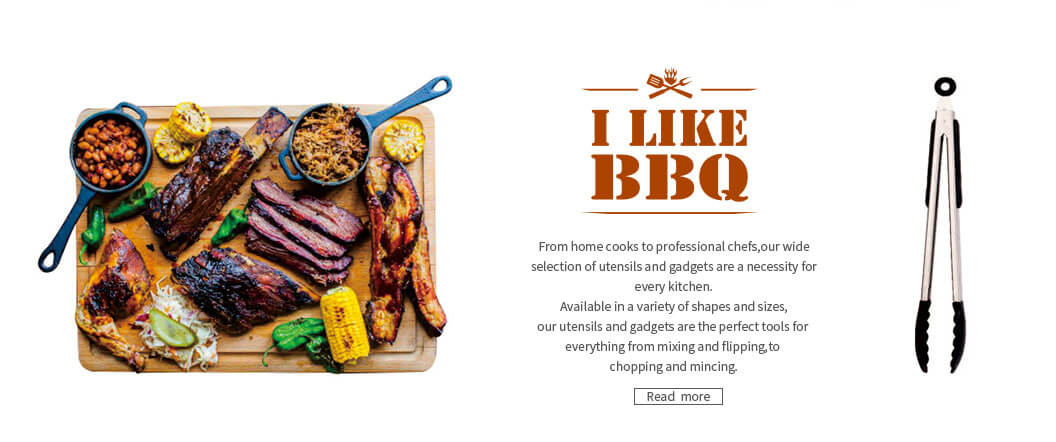 I LIKE
BBQ
From home cooks to professional chefs,our wide
selection of utensils and gadgets are a necessity for
every kitchen.
Available in a variety of shapes and sizes,
our utensils and gadgets are the perfect tools for
everything from mixing and flipping,to
chopping and mincing.
Read more